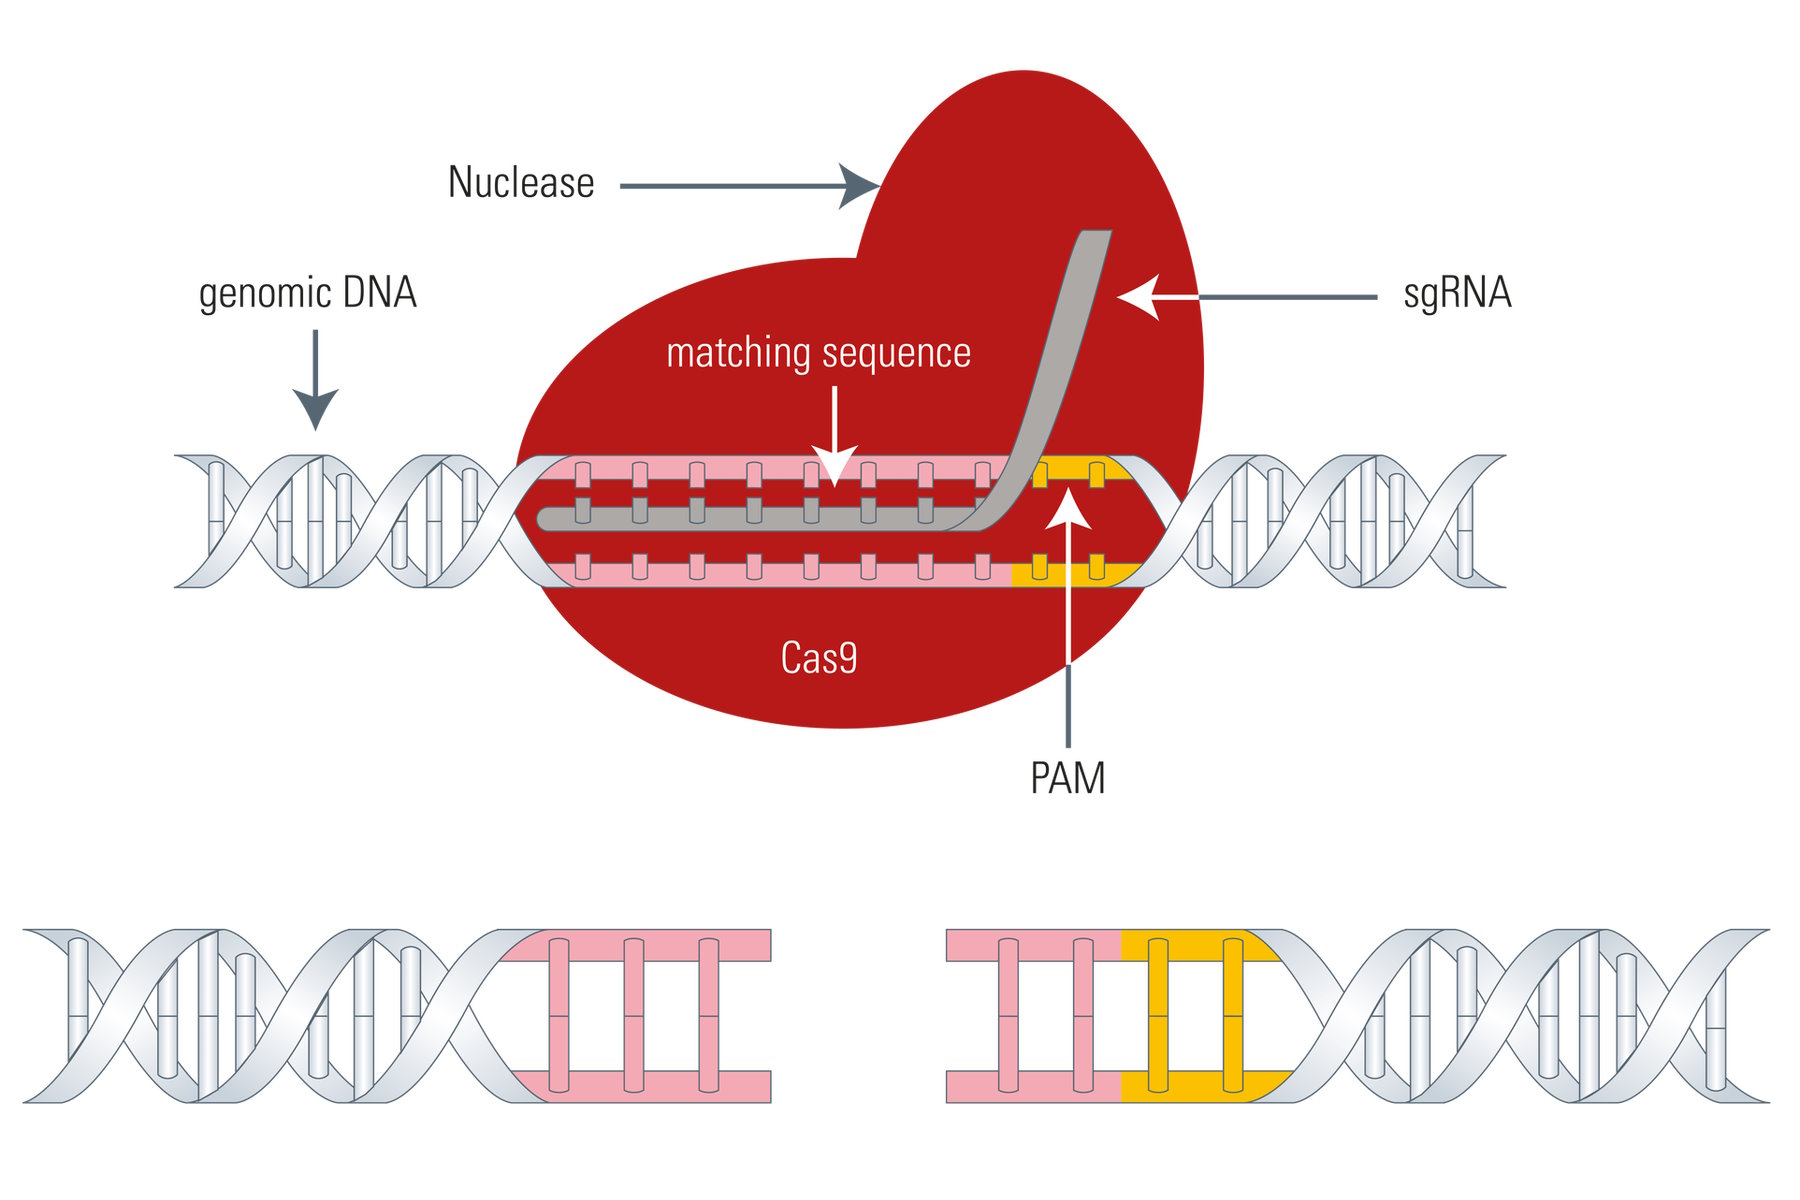 Nuclease
genomic DNA
sgRNA
matching sequence
Cas9
PAM